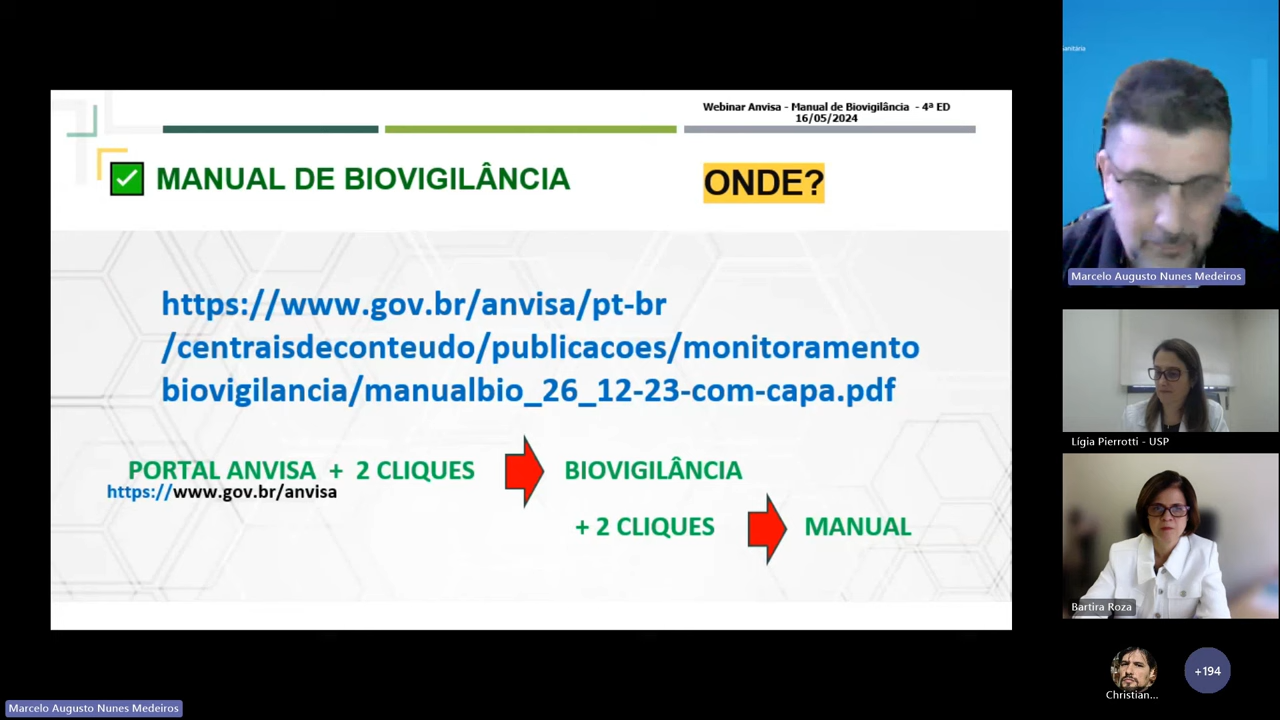 Webinar Anvisa - Manual de Biovigilância - 4ª ED
16/05/2024
MANUAL DE BIOVIGILÂNCIA
ONDE?
https://www.gov.br/anvisa/pt-br
/centraisdeconteudo/publicacoes/monitoramento
biovigilancia/manualbio_26_12-23-com-capa.pdf
PORTAL ANVISA + 2 CLIQUES
BIOVIGILÂNCIA
https://www.gov.br/anvisa
+ 2 CLIQUES
MANUAL
anitária
Marcelo Augusto Nunes Medeiros
Lígia Pierrotti - USP
Bartira Roza
Christian...
+194
Marcelo Augusto Nunes Medeiros